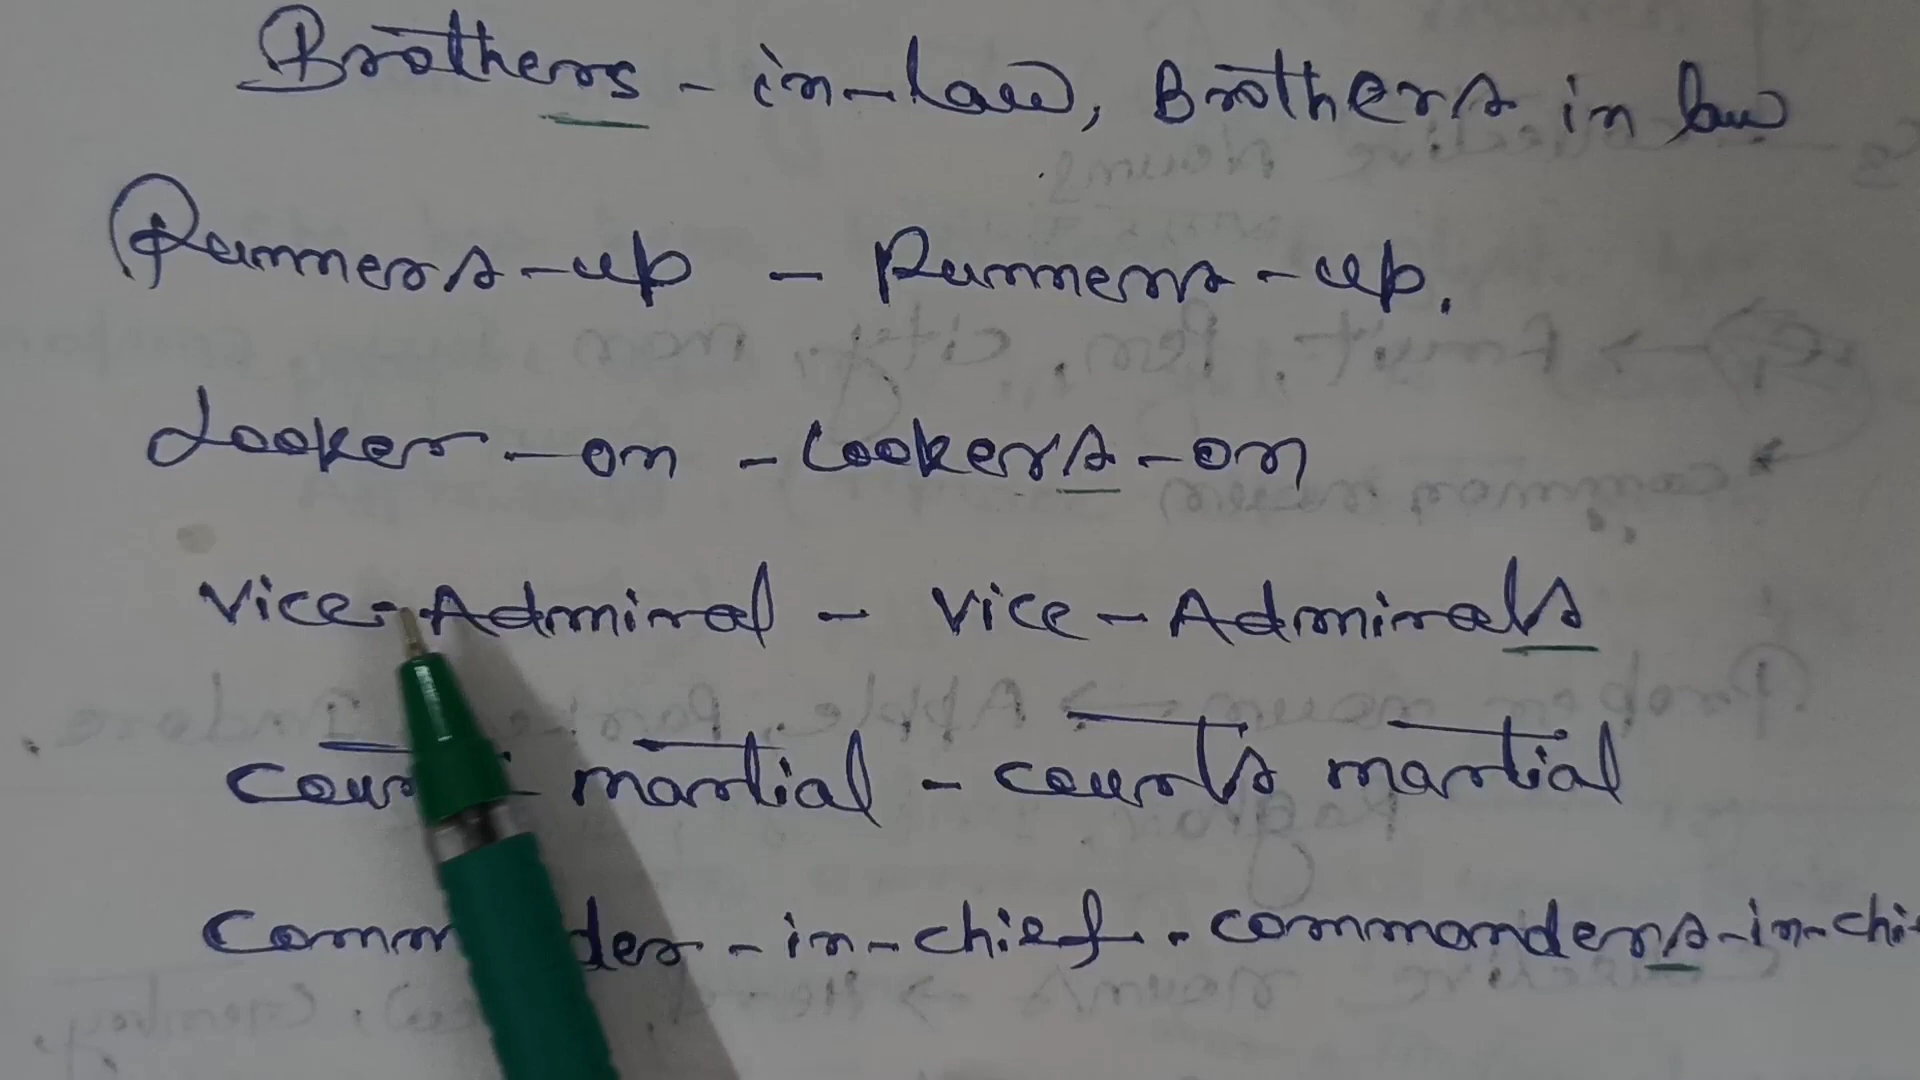 Brothers - in - law, Brothers in law
Runners - up - Runners - up.
Looker - on - Lookers - on
Vice - Admiral - Vice - Admirals
martial - courts martial
in - chief - commanders - in - chi